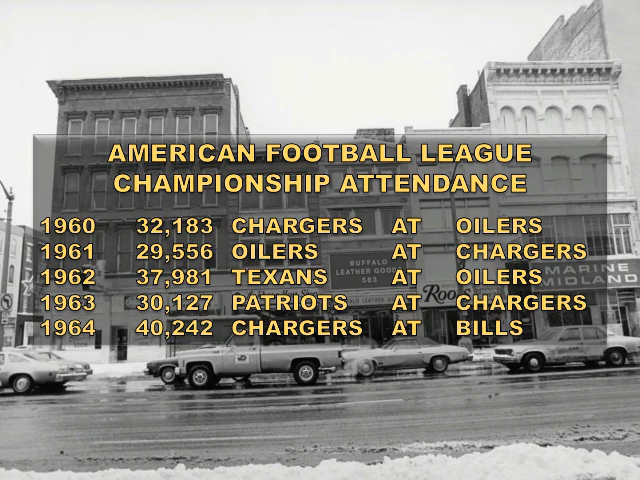 AMERICAN FOOTBALL LEAGUE
CHAMPIONSHIP ATTENDANCE
1960 32,183 CHARGERS AT OILERS
1961 29,556 OILERS AT CHARGERS
1962 37,981 TEXANS AT OILERS
1963 30,127 PATRIOTS AT CHARGERS
1964 40,242 CHARGERS AT BILLS
BUFFALO
LEATHER GOODS
583
MARINE
MIDLAND